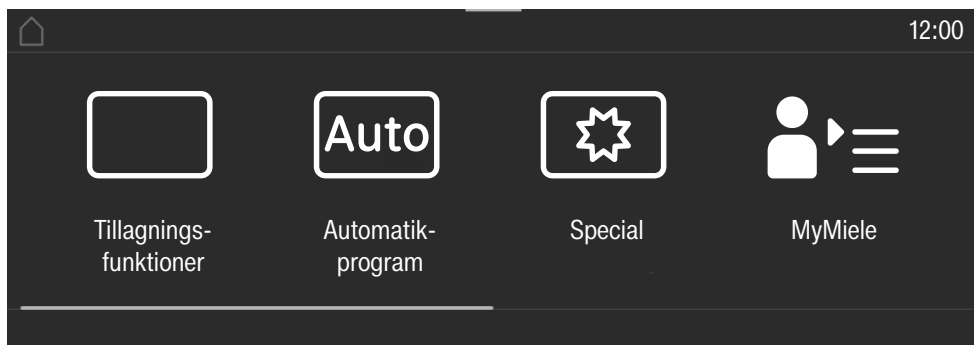 12:00
Auto
Tillagnings-
funktioner
Automatik-
program
Special
MyMiele